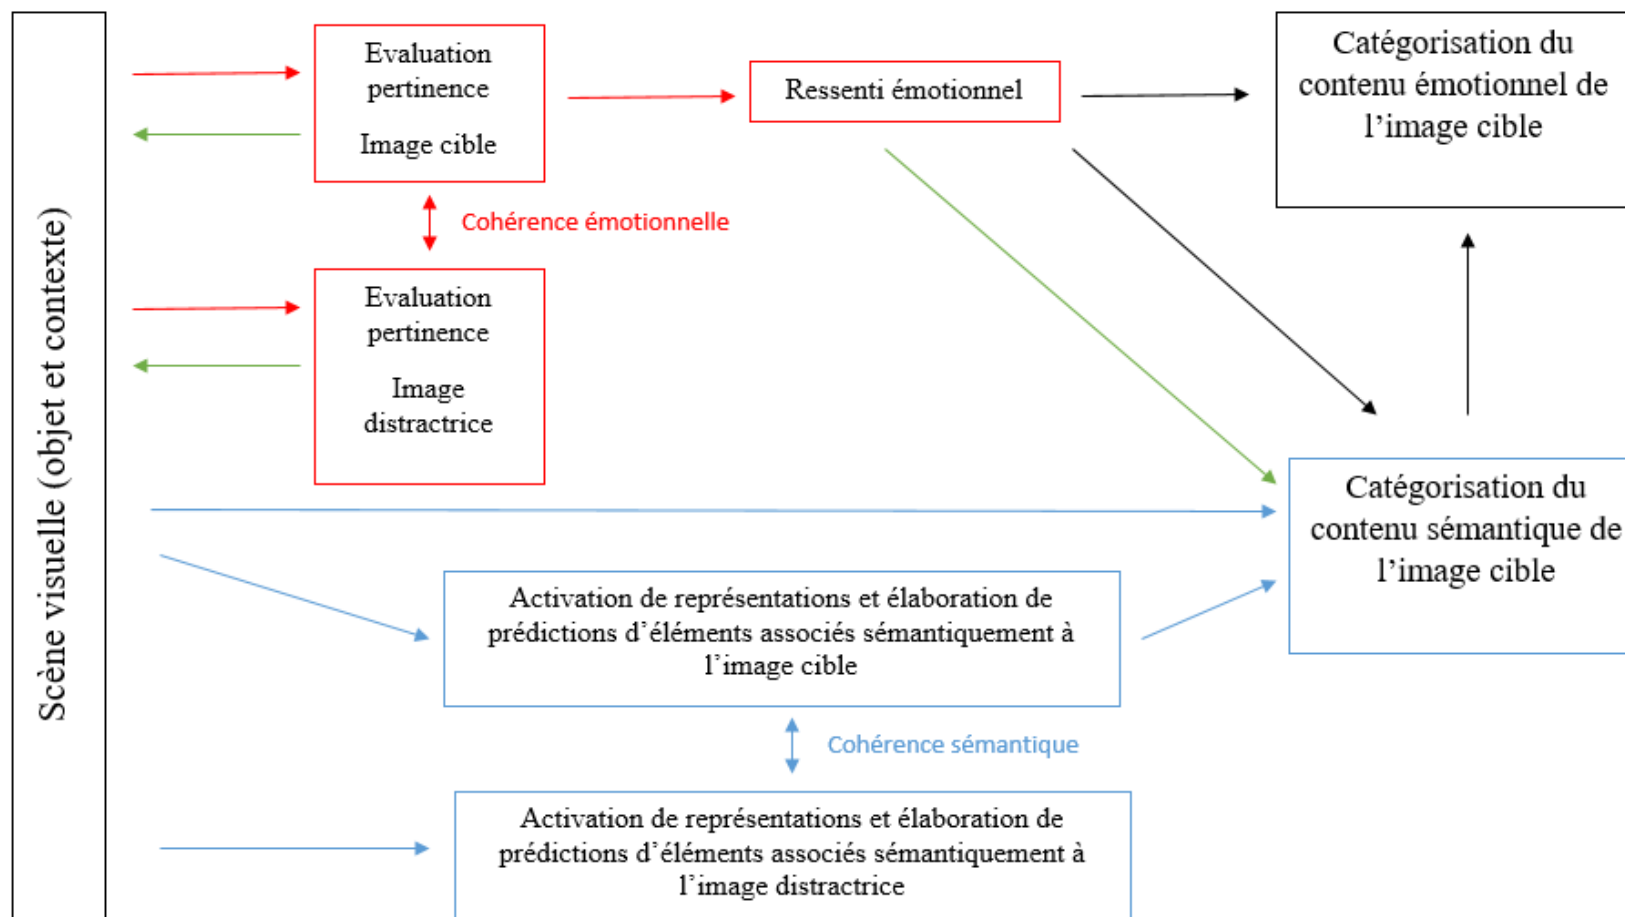 Scène visuelle (objet et contexte)
Evaluation
pertinence
Image cible
Cohérence émotionnelle
Evaluation
pertinence
Image
distractrice
Ressenti émotionnel
Catégorisation du
contenu émotionnel de
l’image cible
Catégorisation du
contenu sémantique de
l’image cible
Activation de représentations et élaboration de
prédictions d’éléments associés sémantiquement à
l’image cible
Cohérence sémantique
Activation de représentations et élaboration de
prédictions d’éléments associés sémantiquement à
l’image distractrice